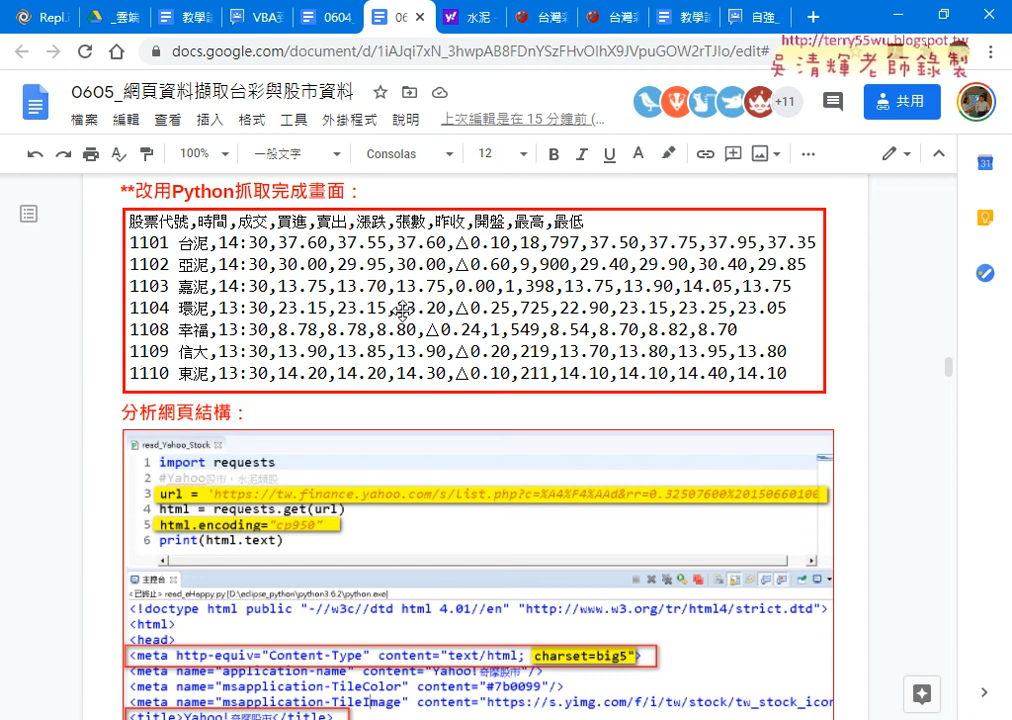 Repl.i
_雲端
教學
VBA
0604_
06
水泥 -
台灣
台灣
教學
自強_
docs.google.com/document/d/1iAJqi7xN_3hwpAB8FDnYSzFHvOlhX9JVpuGOW2rTJIo/edit#
http://terry55wu.blogspot.tw
吳清輝老師錄製
0605_網頁資料擷取台彩與股市資料
+11
共用
檔案 編輯 查看 插入 格式 工具 外掛程式 說明 上次編輯是在 15 分鐘前 (…
100% 一般文字 Consolas 12 B I U A
31
**改用Python抓取完成畫面：
股票代號,時間,成交,買進,賣出,漲跌,張數,昨收,開盤,最高,最低
1101 台泥,14:30,37.60,37.55,37.60,△0.10,18,797,37.50,37.75,37.95,37.35
1102 亞泥,14:30,30.00,29.95,30.00,△0.60,9,900,29.40,29.90,30.40,29.85
1103 嘉泥,14:30,13.75,13.70,13.75,0.00,1,398,13.75,13.90,14.05,13.75
1104 環泥,13:30,23.15,23.15,23.20,△0.25,725,22.90,23.15,23.25,23.05
1108 幸福,13:30,8.78,8.78,8.80,△0.24,1,549,8.54,8.70,8.82,8.70
1109 信大,13:30,13.90,13.85,13.90,△0.20,219,13.70,13.80,13.95,13.80
1110 東泥,13:30,14.20,14.20,14.30,△0.10,211,14.10,14.10,14.40,14.10
分析網頁結構：
read_Yahoo_Stock
1 import requests
2 #Yahoo股市，水泥類股
3 url = 'https://tw.finance.yahoo.com/s/list.php?c=%A4%F4%AAd&rr=0.32507600%20150660100
4 html = requests.get(url)
5 html.encoding="cp950"
6 print(html.text)
主控台
<已終止> read_eHappy.py [D:\eclipse_python\python3.6.2\python.exe]
<!doctype html public "-//w3c//dtd html 4.01//en" "http://www.w3.org/tr/html4/strict.dtd">
<html>
<head>
<meta http-equiv="Content-Type" content="text/html; charset=big5">
<meta name="application-name" content="Yahoo!奇摩股市"/>
<meta name="msapplication-TileColor" content="#7b0099"/>
<meta name="msapplication-TileImage" content="https://s.yimg.com/f/i/tw/stock/tw_stock_icon
<title>Yahoo!奇摩股市</title>